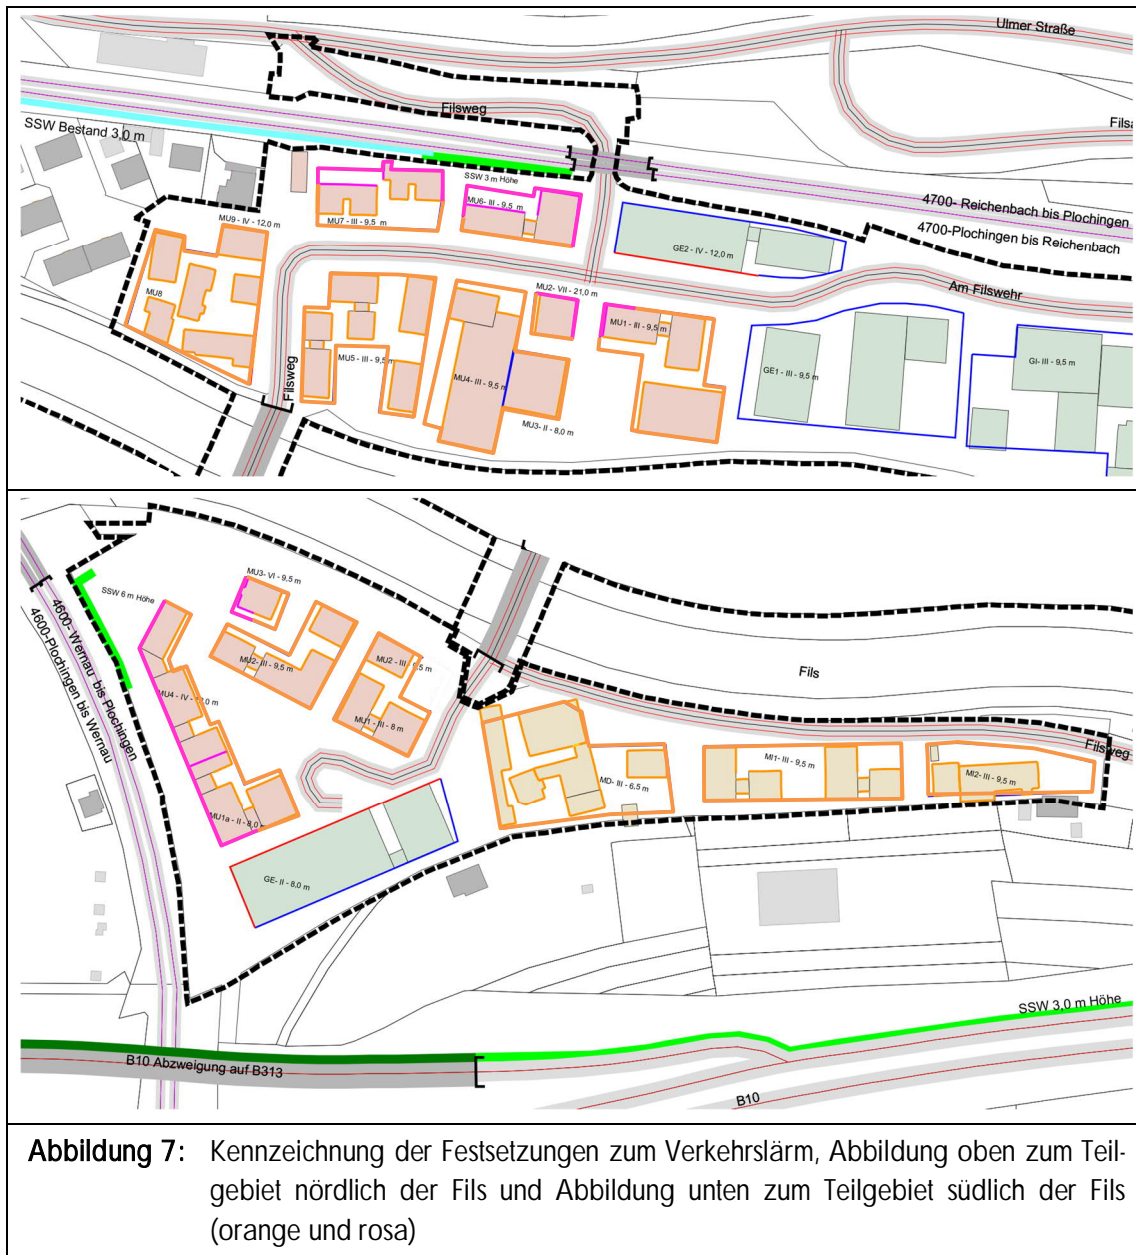 Ulmer Straße
Filsweg
Filsa
SSW Bestand 3,0 m
SSW 3 m Höhe
4700- Reichenbach bis Plochingen
4700-Plochingen bis Reichenbach
MU9 - IV - 12,0 m
MU7 - III - 9,5 m
MU6- III - 9,5 m
GE2 - IV - 12,0 m
Am Filswehr
MU8
MU2- VII - 21,0 m
MU1 - III - 9,5 m
MU5 - III - 9,5 m
MU4- III - 9,5 m
GE1 - III - 9,5 m
GI- III - 9,5 m
Filsweg
MU3- II - 8,0 m
SSW 6 m Höhe
MU3- VI - 9,5 m
4600- Wernau bis Plochingen
4600-Plochingen bis Wernau
MU2- III - 9,5 m
MU2 - III - 9,5 m
Fils
MU4 - IV - 12,0 m
MU1 - III - 8 m
Filsweg
MD- III - 6,5 m
MI1- III - 9,5 m
MI2- III - 9,5 m
MU1a - II - 8,0
GE- II - 8,0 m
SSW 3,0 m Höhe
B10 Abzweigung auf B313
B10
Abbildung 7: Kennzeichnung der Festsetzungen zum Verkehrslärm, Abbildung oben zum Teil-
gebiet nördlich der Fils und Abbildung unten zum Teilgebiet südlich der Fils
(orange und rosa)